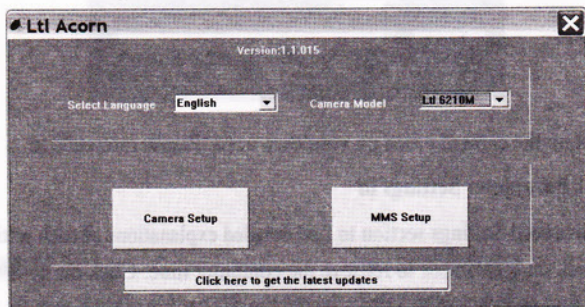 Ltl Acorn
Version:1.1.015
Select Language English Camera Model Ltl 6210M
Camera Setup MMS Setup
Click here to get the latest updates